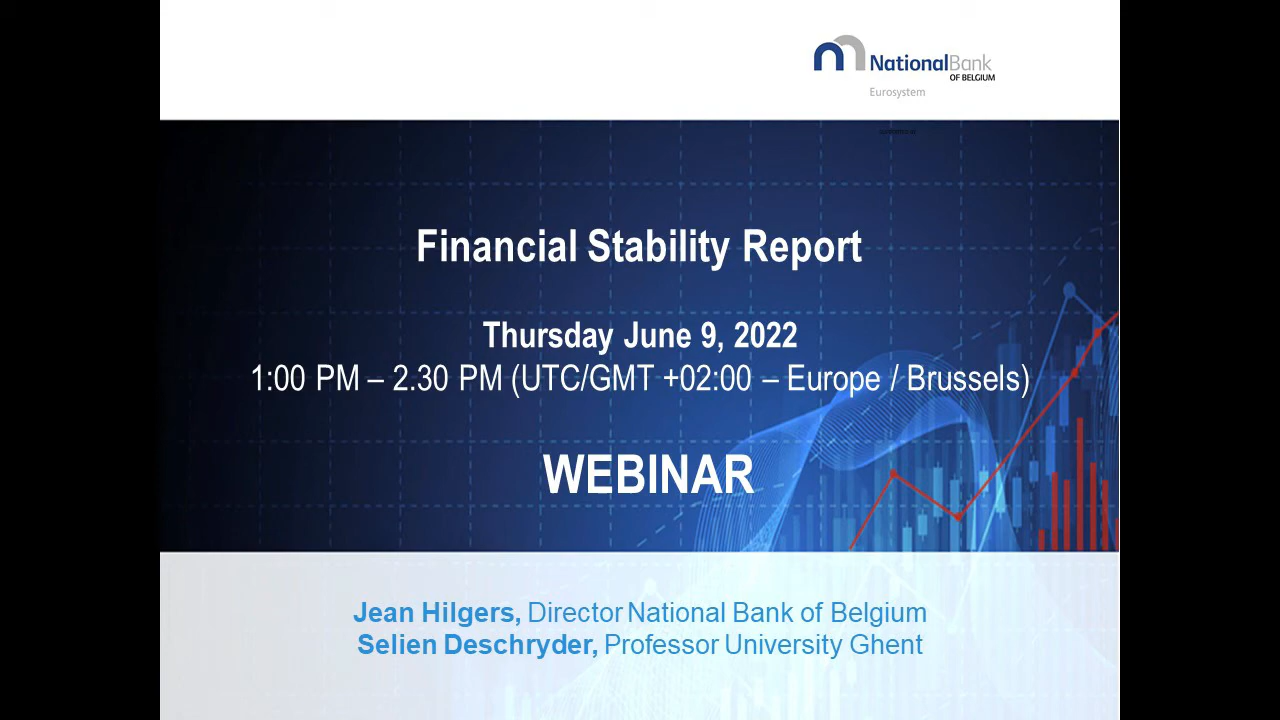 NationalBank
OF BELGIUM
Eurosystem
Financial Stability Report
Thursday June 9, 2022
1:00 PM – 2.30 PM (UTC/GMT +02:00 – Europe / Brussels)
WEBINAR
Jean Hilgers, Director National Bank of Belgium
Selien Deschryder, Professor University Ghent